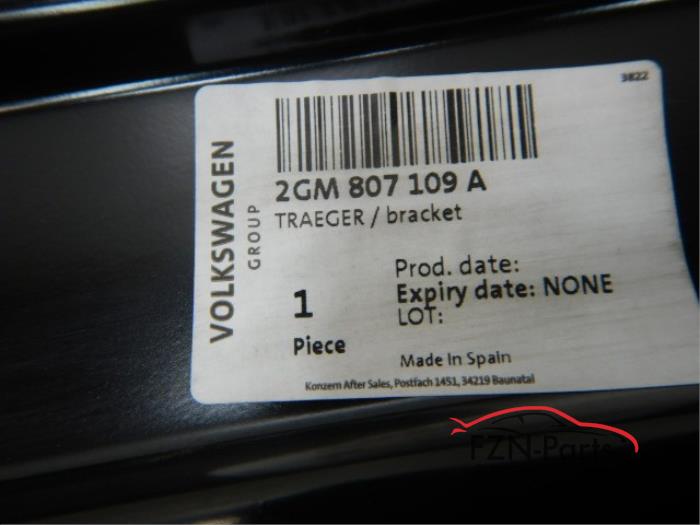 3822
VOLKSWAGEN
GROUP
2GM 807 109 A
TRAEGER / bracket
1
Piece
Prod. date:
Expiry date: NONE
LOT:
Made In Spain
Konzern After Sales, Postfach 1451, 34219 Baunatal
FZN-Parts